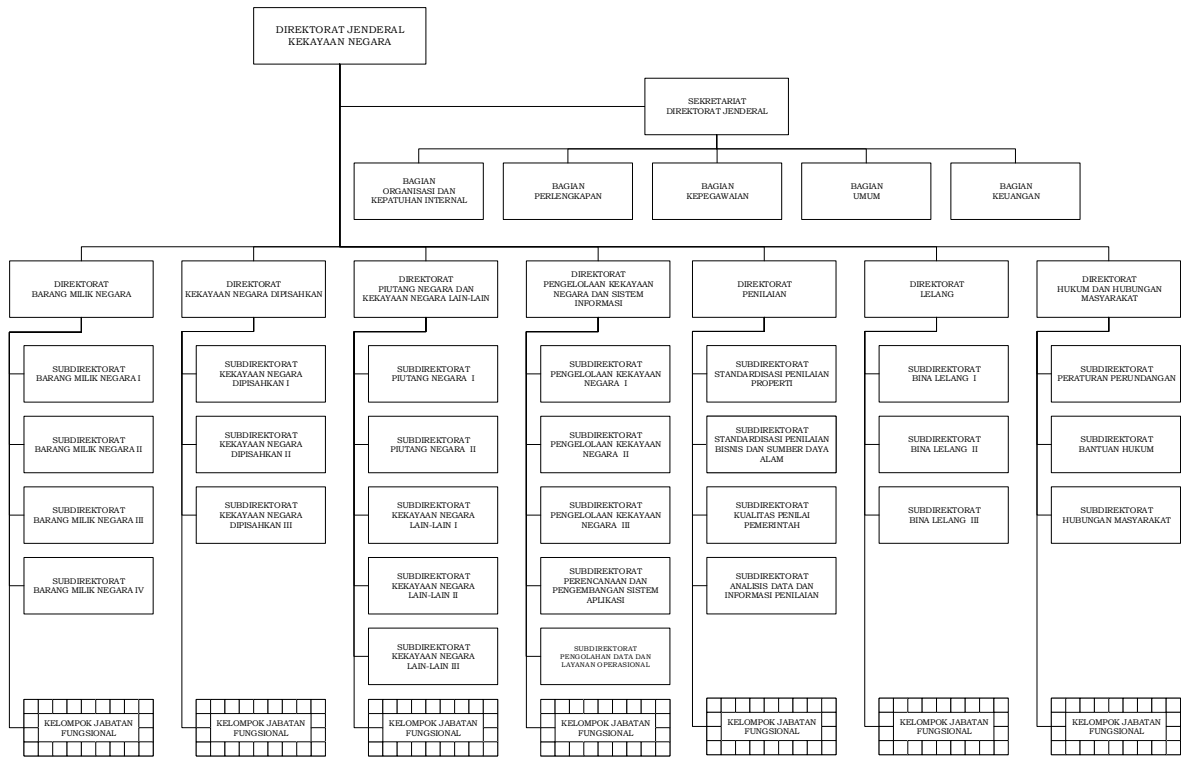 DIREKTORAT JENDERAL
KEKAYAAN NEGARA
SEKRETARIAT
DIREKTORAT JENDERAL
BAGIAN
ORGANISASI DAN
KEPATUHAN INTERNAL
BAGIAN
PERLENGKAPAN
BAGIAN
KEPEGAWAIAN
BAGIAN
UMUM
BAGIAN
KEUANGAN
DIREKTORAT
BARANG MILIK NEGARA
DIREKTORAT
KEKAYAAN NEGARA DIPISAHKAN
DIREKTORAT
PIUTANG NEGARA DAN
KEKAYAAN NEGARA LAIN-LAIN
DIREKTORAT
PENGELOLAAN KEKAYAAN
NEGARA DAN SISTEM
INFORMASI
DIREKTORAT
PENILAIAN
DIREKTORAT
LELANG
DIREKTORAT
HUKUM DAN HUBUNGAN
MASYARAKAT
SUBDIREKTORAT
BARANG MILIK NEGARA I
SUBDIREKTORAT
KEKAYAAN NEGARA
DIPISAHKAN I
SUBDIREKTORAT
PIUTANG NEGARA I
SUBDIREKTORAT
PENGELOLAAN KEKAYAAN
NEGARA I
SUBDIREKTORAT
STANDARDISASI PENILAIAN
PROPERTI
SUBDIREKTORAT
BINA LELANG I
SUBDIREKTORAT
PERATURAN PERUNDANGAN
SUBDIREKTORAT
BARANG MILIK NEGARA II
SUBDIREKTORAT
KEKAYAAN NEGARA
DIPISAHKAN II
SUBDIREKTORAT
PIUTANG NEGARA II
SUBDIREKTORAT
PENGELOLAAN KEKAYAAN
NEGARA II
SUBDIREKTORAT
STANDARDISASI PENILAIAN
BISNIS DAN SUMBER DAYA
ALAM
SUBDIREKTORAT
BINA LELANG II
SUBDIREKTORAT
BANTUAN HUKUM
SUBDIREKTORAT
BARANG MILIK NEGARA III
SUBDIREKTORAT
KEKAYAAN NEGARA
DIPISAHKAN III
SUBDIREKTORAT
KEKAYAAN NEGARA
LAIN-LAIN I
SUBDIREKTORAT
PENGELOLAAN KEKAYAAN
NEGARA III
SUBDIREKTORAT
KUALITAS PENILAI
PEMERINTAH
SUBDIREKTORAT
BINA LELANG III
SUBDIREKTORAT
HUBUNGAN MASYARAKAT
SUBDIREKTORAT
BARANG MILIK NEGARA IV
SUBDIREKTORAT
KEKAYAAN NEGARA
LAIN-LAIN II
SUBDIREKTORAT
PERENCANAAN DAN
PENGEMBANGAN SISTEM
APLIKASI
SUBDIREKTORAT
ANALISIS DATA DAN
INFORMASI PENILAIAN
SUBDIREKTORAT
KEKAYAAN NEGARA
LAIN-LAIN III
SUBDIREKTORAT
PENGOLAHAN DATA DAN
LAYANAN OPERASIONAL
KELOMPOK JABATAN
FUNGSIONAL
KELOMPOK JABATAN
FUNGSIONAL
KELOMPOK JABATAN
FUNGSIONAL
KELOMPOK JABATAN
FUNGSIONAL
KELOMPOK JABATAN
FUNGSIONAL
KELOMPOK JABATAN
FUNGSIONAL
KELOMPOK JABATAN
FUNGSIONAL